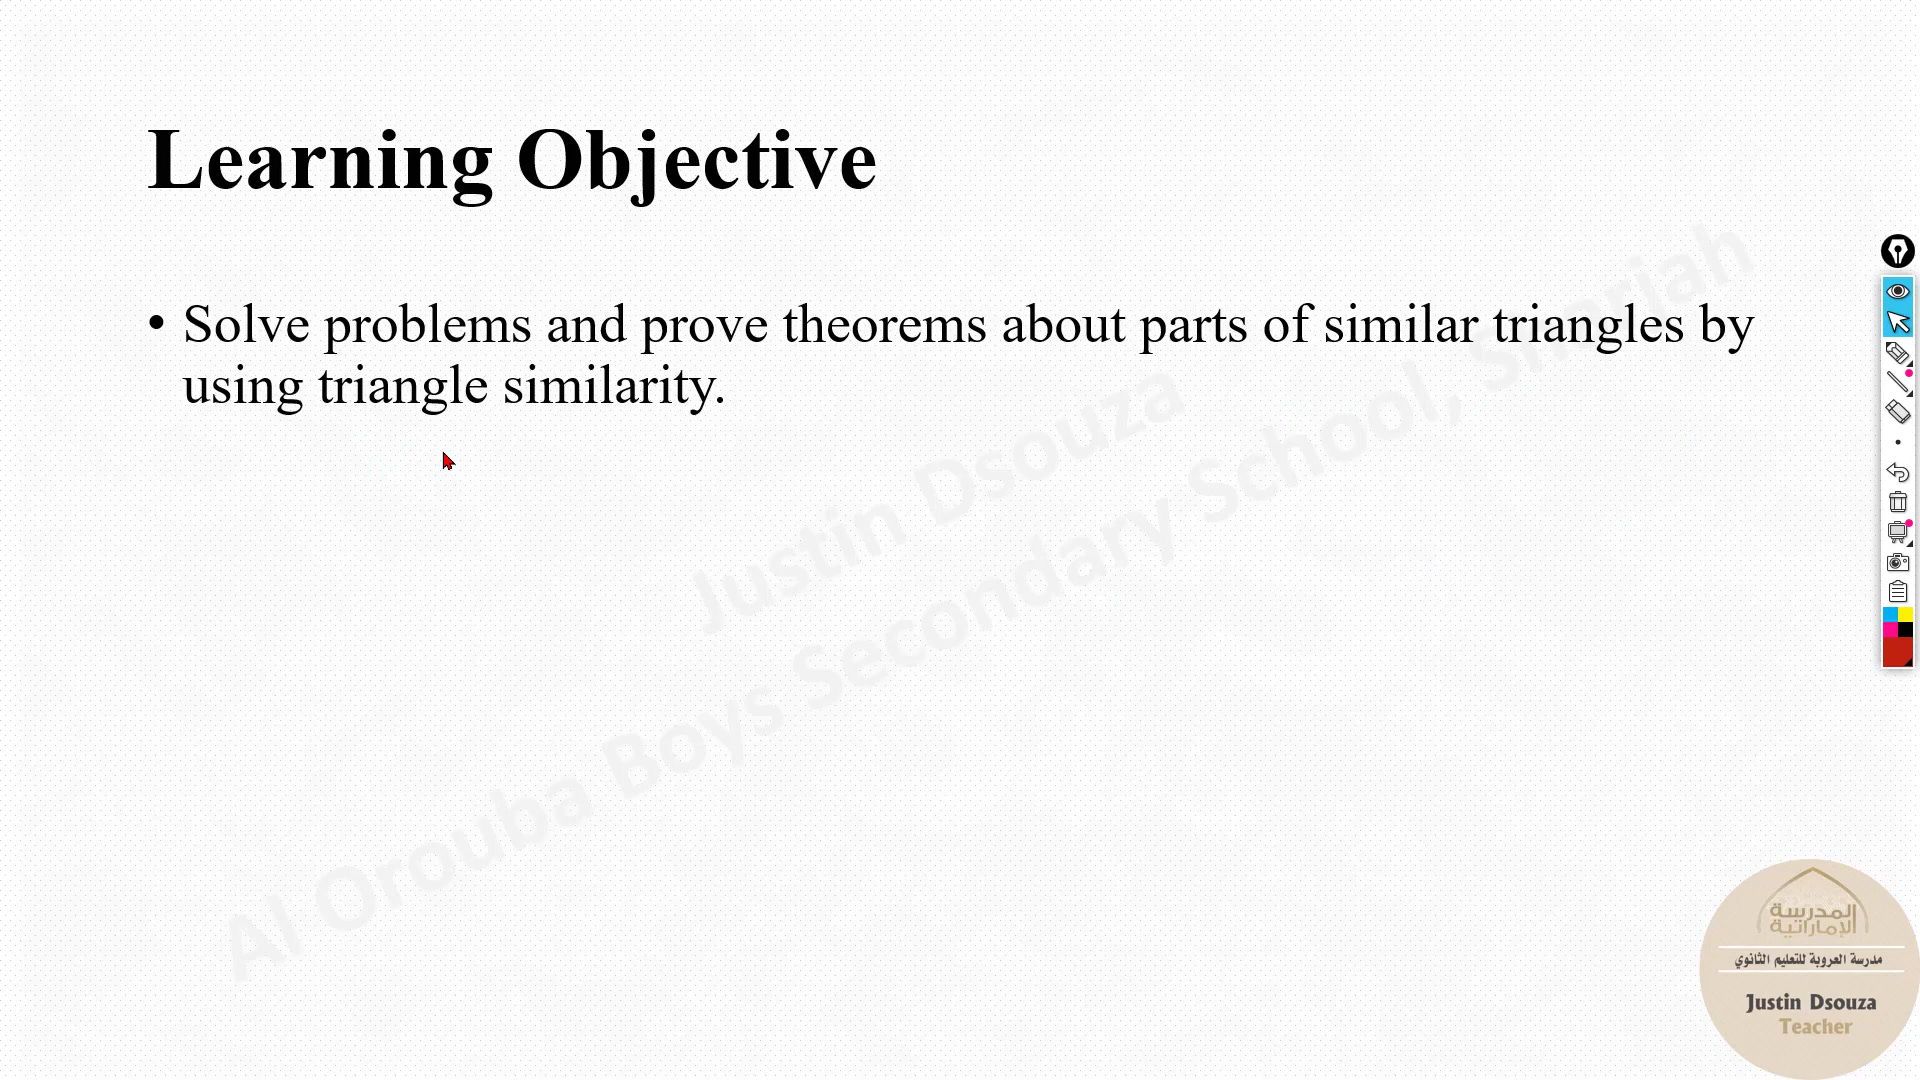 Learning Objective
• Solve problems and prove theorems about parts of similar triangles by
using triangle similarity.
Justin Dsouza
Al Orouba Boys Secondary School, Sharjah
المدرسة
الإماراتية
مدرسة العروبة للتعليم الثانوي
Justin Dsouza
Teacher